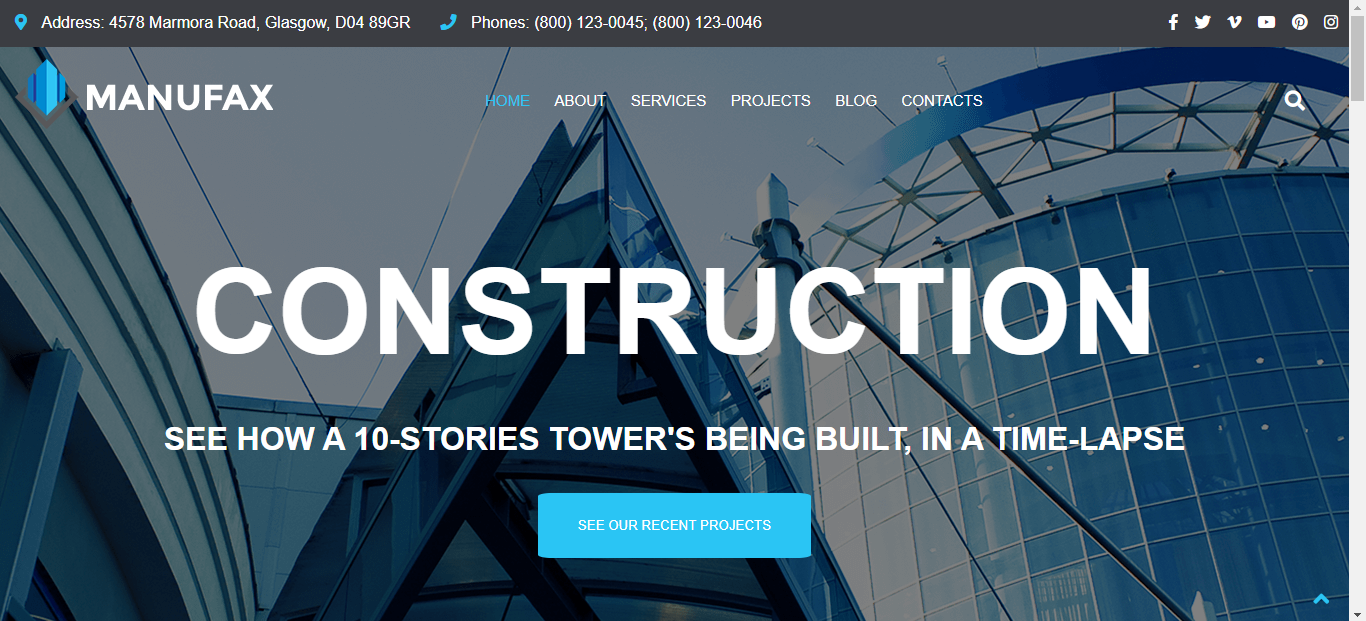 Address: 4578 Marmora Road, Glasgow, D04 89GR Phones: (800) 123-0045; (800) 123-0046
MANUFAX HOME ABOUT SERVICES PROJECTS BLOG CONTACTS
CONSTRUCTION
SEE HOW A 10-STORIES TOWER'S BEING BUILT, IN A TIME-LAPSE
SEE OUR RECENT PROJECTS